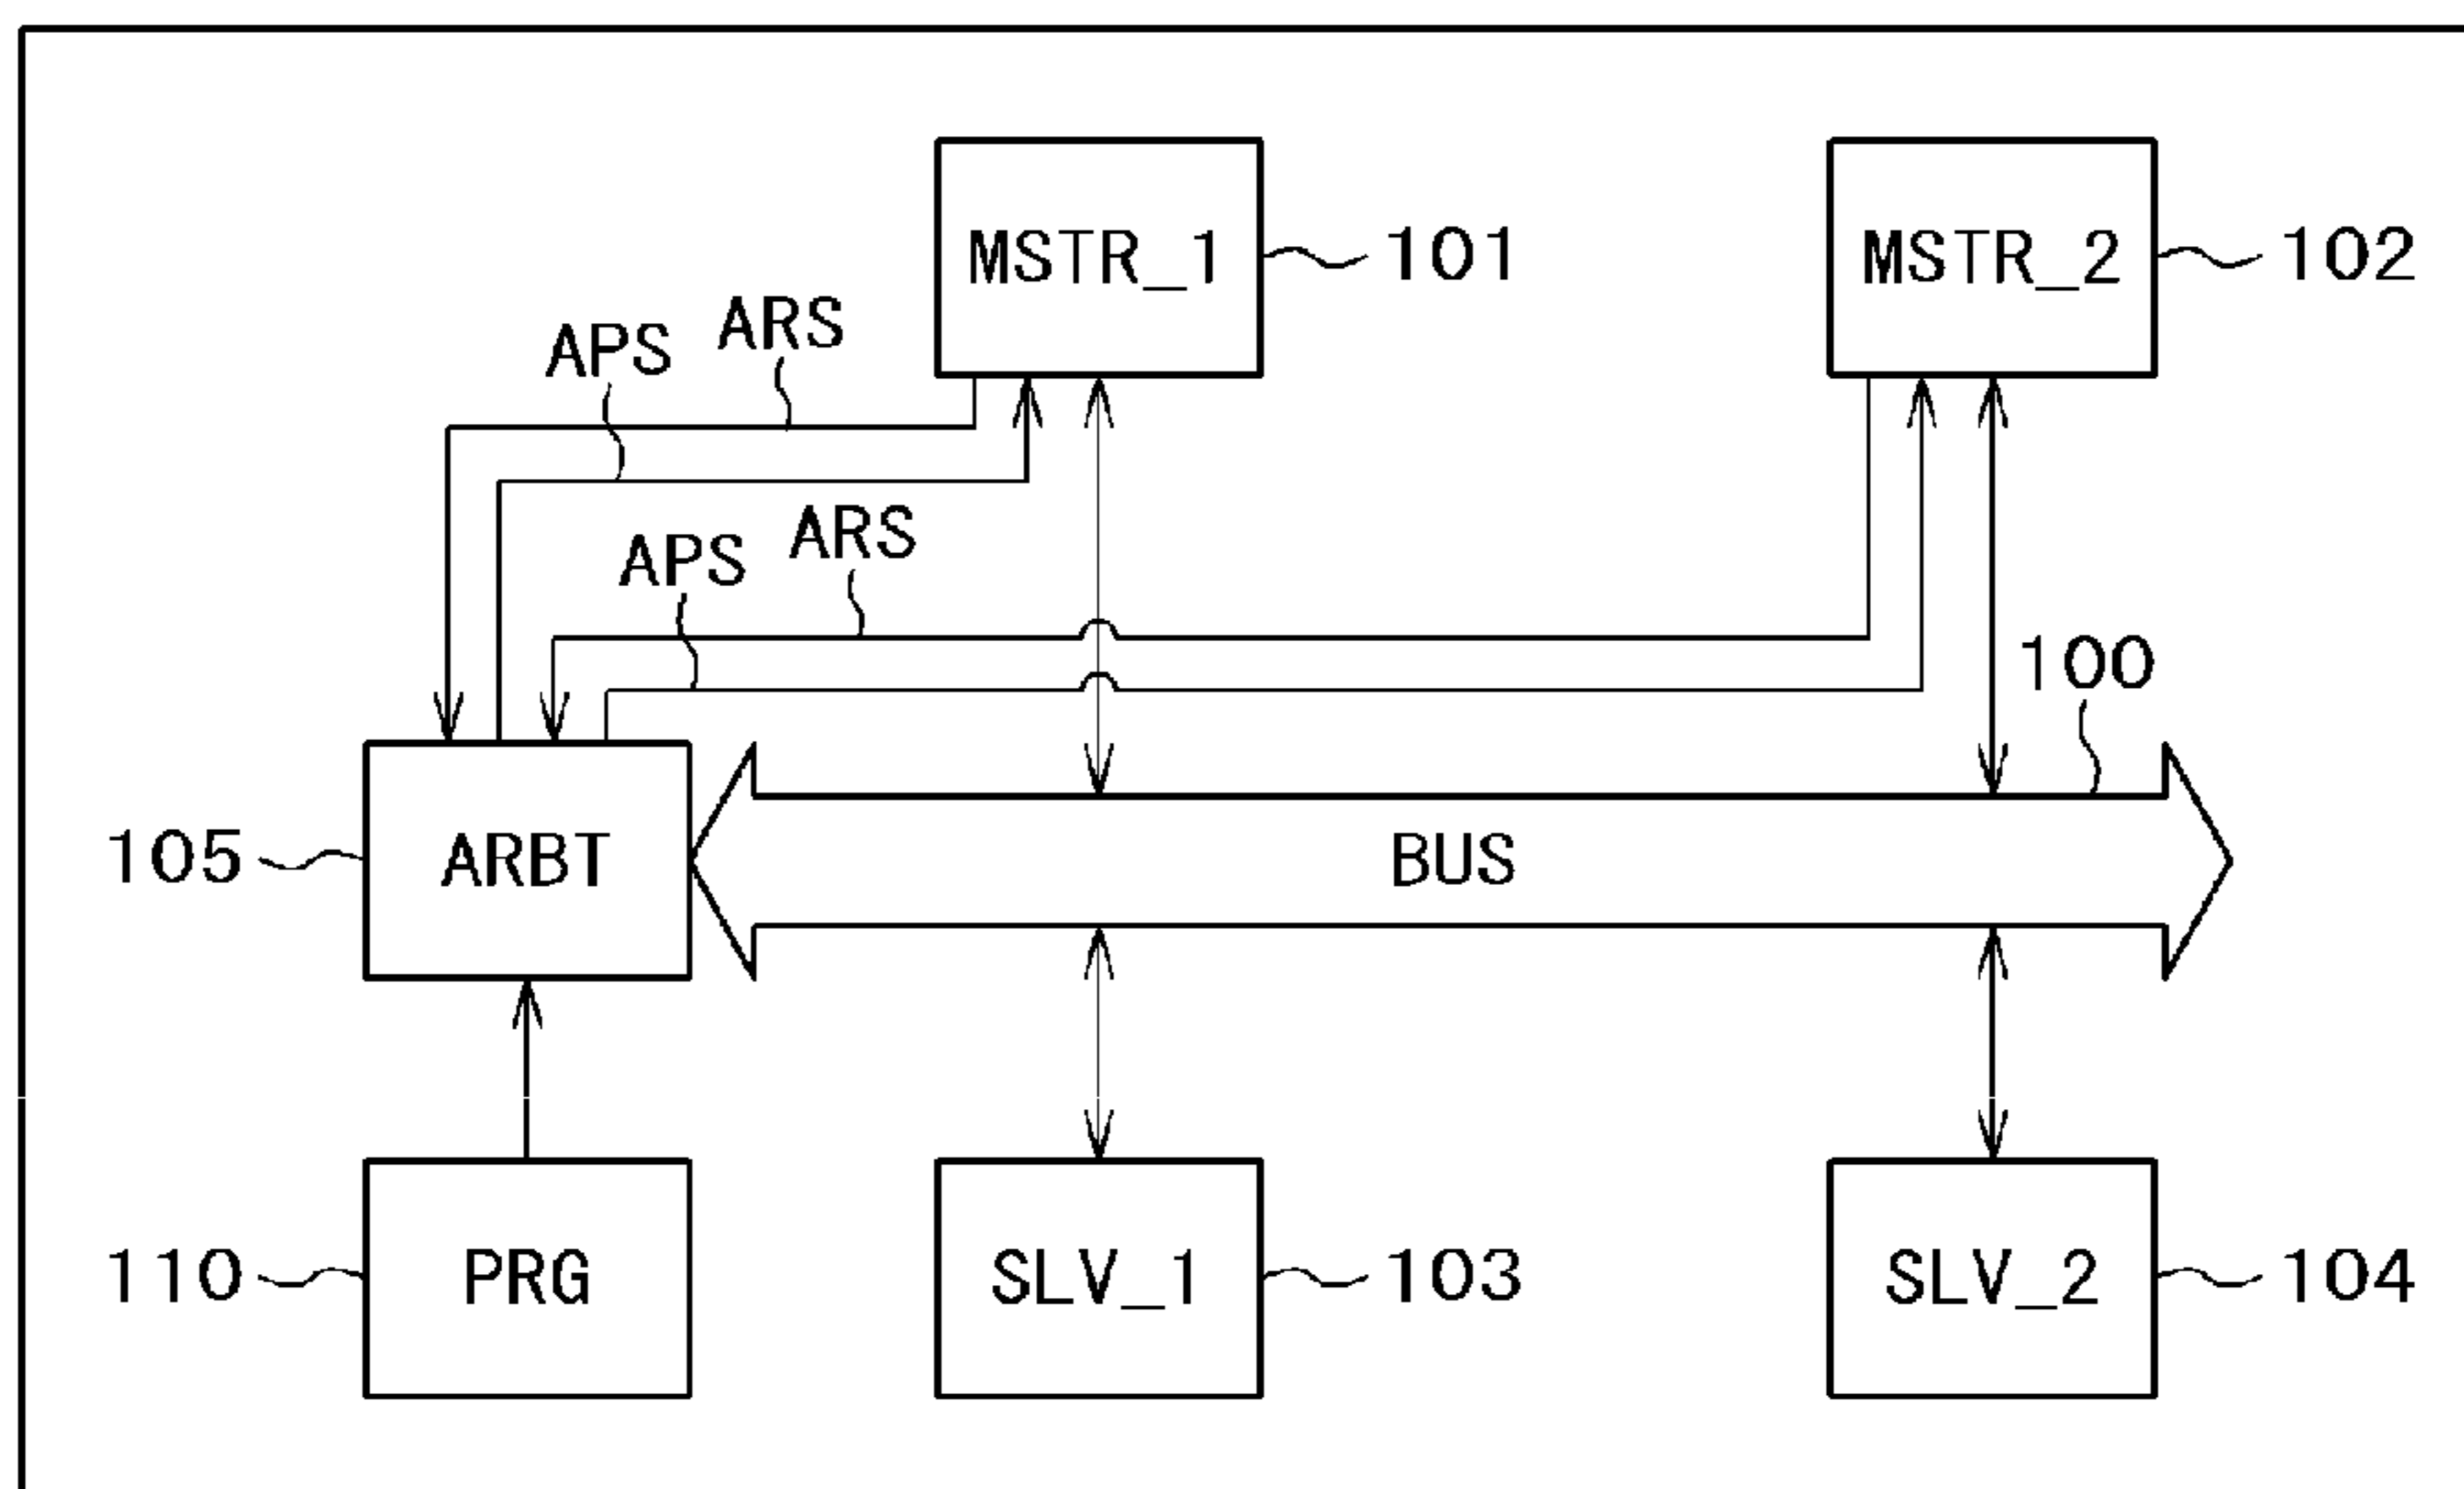 MSTR_1
101
MSTR_2
102
ARS
APS
ARS
APS
100
105
ARBT
BUS
110
PRG
SLV_1
103
SLV_2
104